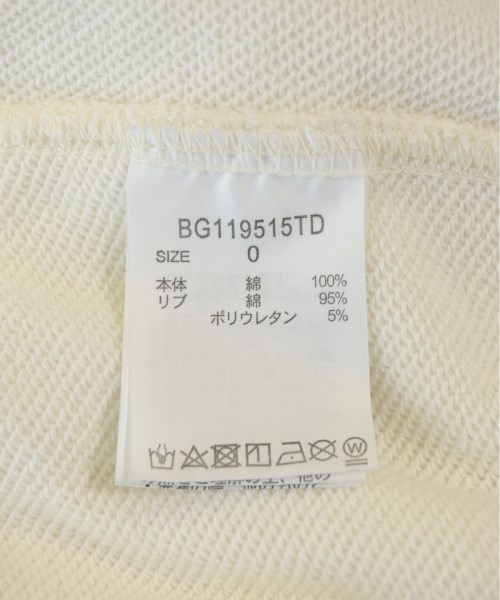 BG119515TD
SIZE 0
本体 綿 100%
リブ 綿 95%
ポリウレタン 5%
W